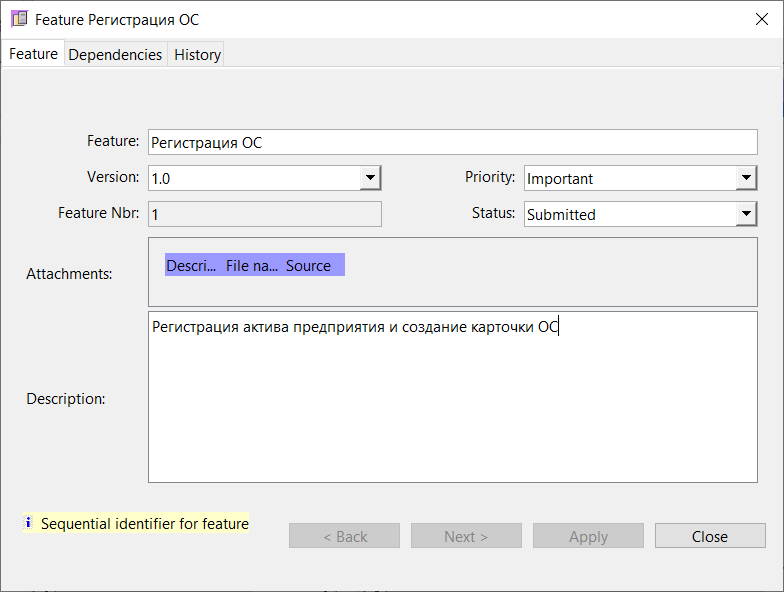 Feature Регистрация ОС
Feature Dependencies History
Feature: Регистрация ОС
Version: 1.0 Priority: Important
Feature Nbr: 1 Status: Submitted
Attachments: Descri... File na... Source
Регистрация актива предприятия и создание карточки ОС
Description:
Sequential identifier for feature
< Back Next > Apply Close